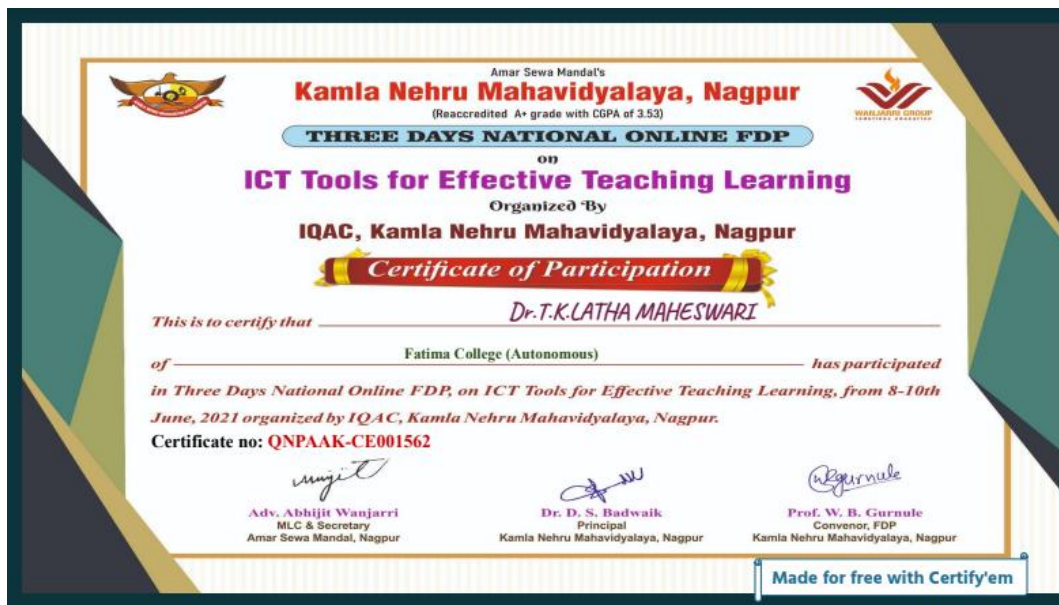 Amar Sewa Mandal's
Kamla Nehru Mahavidyalaya, Nagpur
(Reaccredited A+ grade with CGPA of 3.53)
WANJARRI GROUP
THREE DAYS NATIONAL ONLINE FDP
on
ICT Tools for Effective Teaching Learning
Organized By
IQAC, Kamla Nehru Mahavidyalaya, Nagpur
Certificate of Participation
This is to certify that Dr.T.K.LATHA MAHESWARI
of Fatima College (Autonomous) has participated
in Three Days National Online FDP, on ICT Tools for Effective Teaching Learning, from 8-10th
June, 2021 organized by IQAC, Kamla Nehru Mahavidyalaya, Nagpur.
Certificate no: QNPAAK-CE001562
Adv. Abhijit Wanjarri
MLC & Secretary
Amar Sewa Mandal, Nagpur
Dr. D. S. Badwaik
Principal
Kamla Nehru Mahavidyalaya, Nagpur
Prof. W. B. Gurnule
Convenor, FDP
Kamla Nehru Mahavidyalaya, Nagpur
Made for free with Certify'em